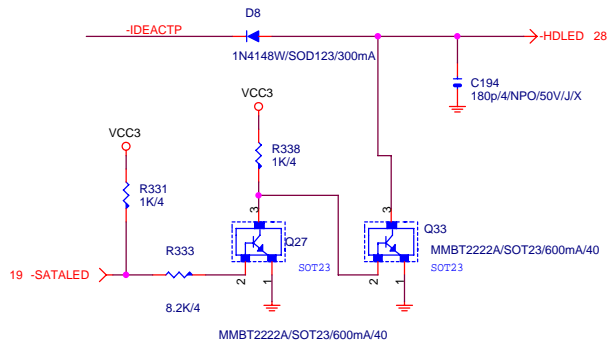 D8
-IDEACTP
-HDLED 28
1N4148W/SOD123/300mA
C194
180p/4/NPO/50V/J/X
VCC3
VCC3
R338
1K/4
R331
1K/4
3
3
Q27
Q33
MMBT2222A/SOT23/600mA/40
R333
SOT23
SOT23
19 -SATALED
2
1
2
1
8.2K/4
MMBT2222A/SOT23/600mA/40